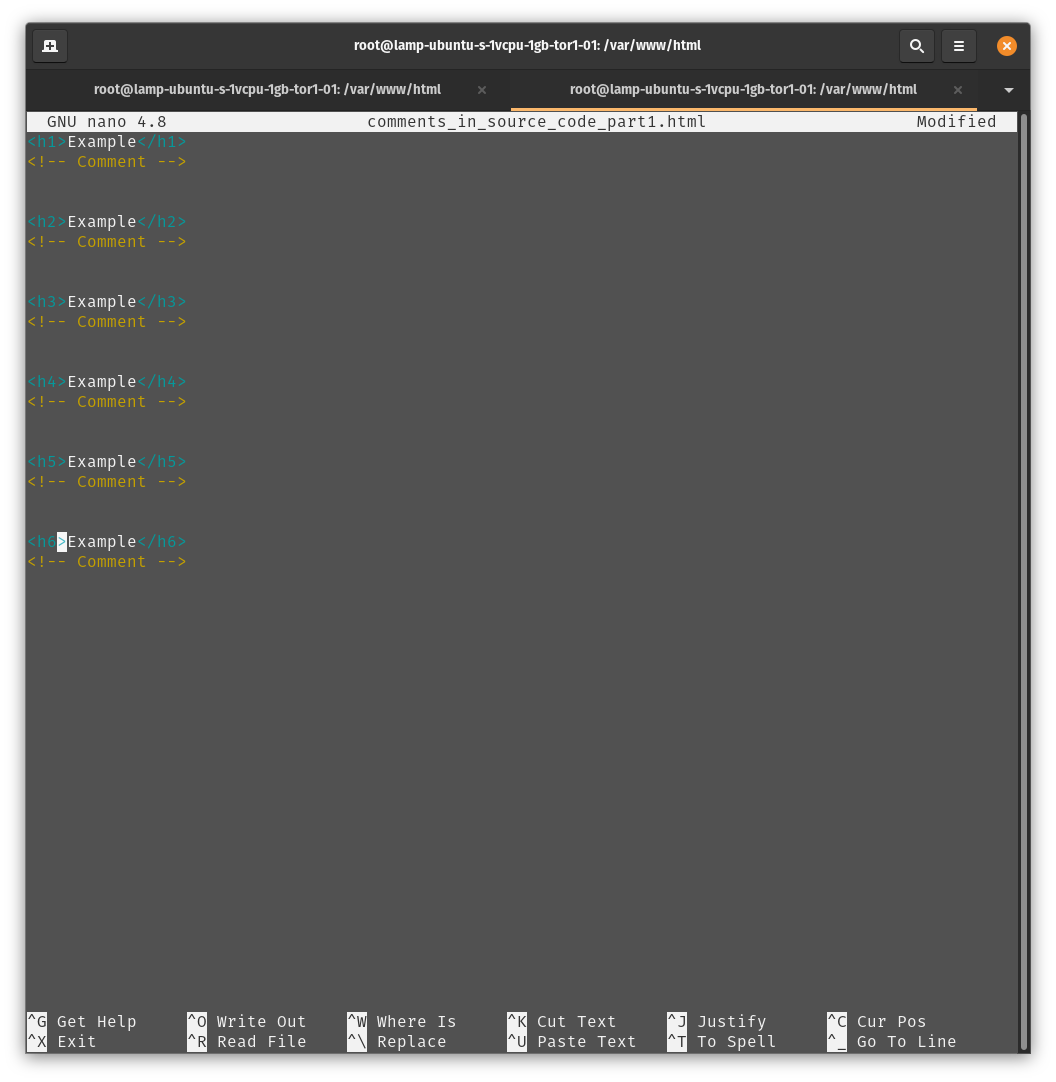 root@lamp-ubuntu-s-1vcpu-1gb-tor1-01: /var/www/html
root@lamp-ubuntu-s-1vcpu-1gb-tor1-01: /var/www/html × root@lamp-ubuntu-s-1vcpu-1gb-tor1-01: /var/www/html ×
GNU nano 4.8 comments_in_source_code_part1.html Modified
<h1>Example</h1>
<!-- Comment -->
<h2>Example</h2>
<!-- Comment -->
<h3>Example</h3>
<!-- Comment -->
<h4>Example</h4>
<!-- Comment -->
<h5>Example</h5>
<!-- Comment -->
<h6>Example</h6>
<!-- Comment -->
^G Get Help ^O Write Out ^W Where Is ^K Cut Text ^J Justify ^C Cur Pos
^X Exit ^R Read File ^\ Replace ^U Paste Text ^T To Spell ^_ Go To Line